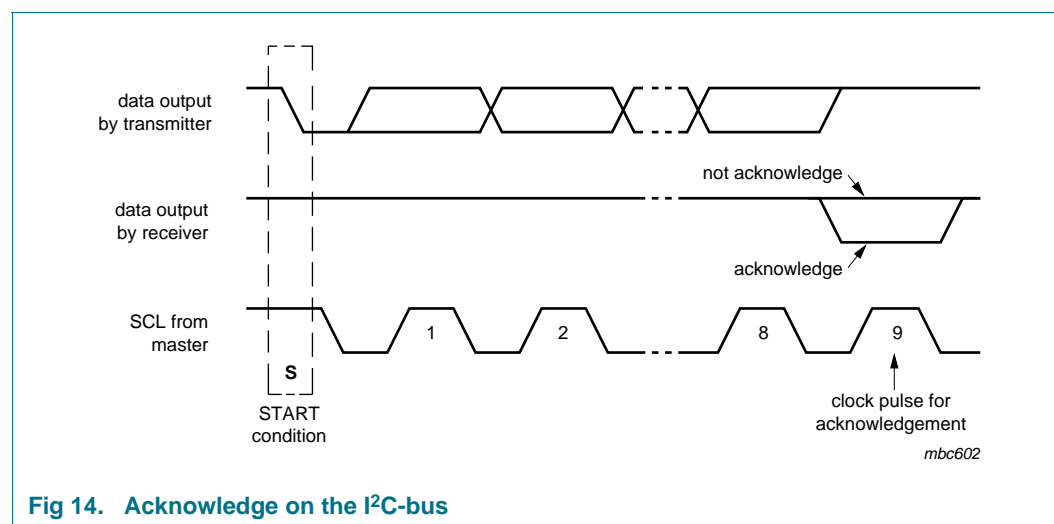 data output
by transmitter
not acknowledge
data output
by receiver
acknowledge
SCL from
master
1
2
8
9
S
START
condition
clock pulse for
acknowledgement
mbc602
Fig 14. Acknowledge on the I²C-bus